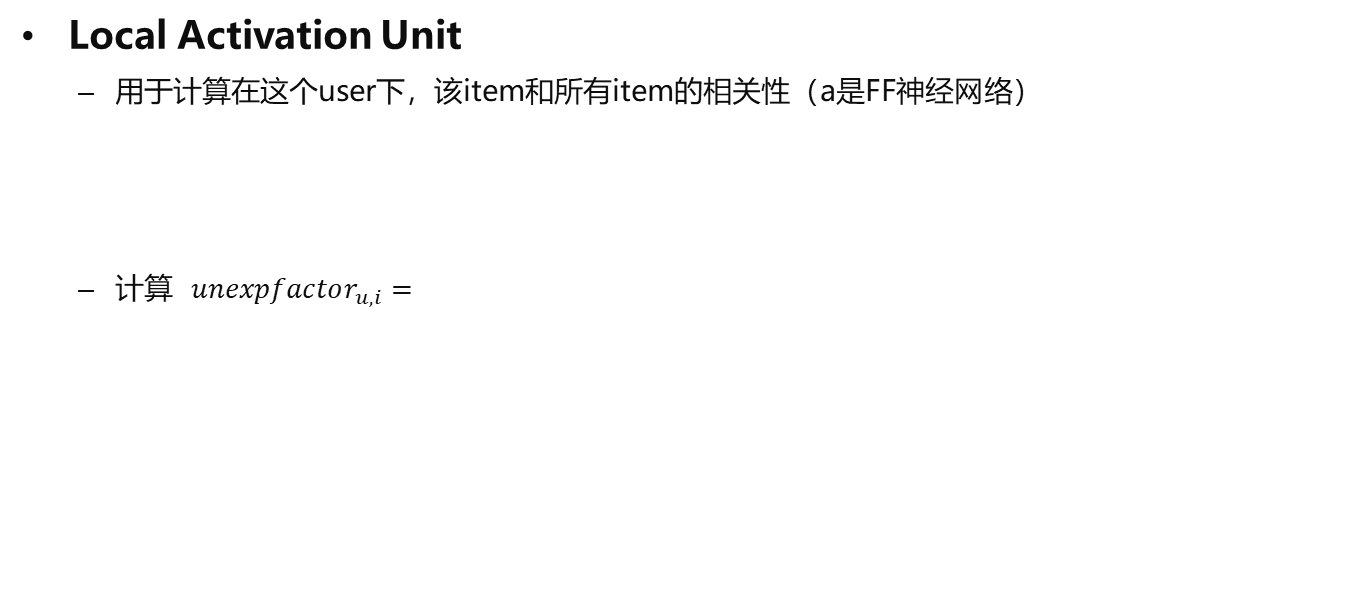 • Local Activation Unit
– 用于计算在这个user下，该item和所有item的相关性（a是FF神经网络）
– 计算 unexpfactor_{u,i} =